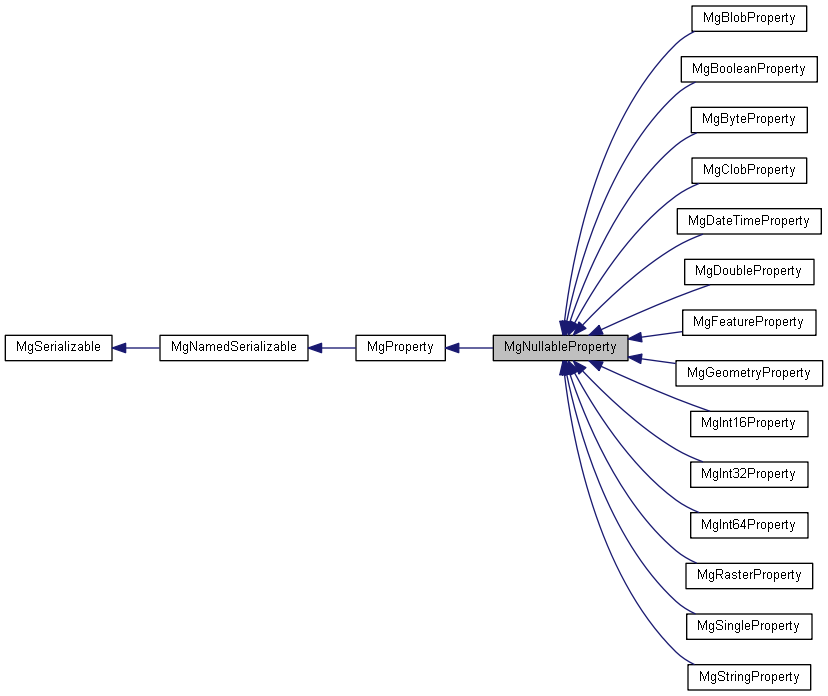 MgBlobProperty
MgBooleanProperty
MgByteProperty
MgClobProperty
MgDateTimeProperty
MgDoubleProperty
MgFeatureProperty
MgSerializable
MgNamedSerializable
MgProperty
MgNullableProperty
MgGeometryProperty
MgInt16Property
MgInt32Property
MgInt64Property
MgRasterProperty
MgSingleProperty
MgStringProperty